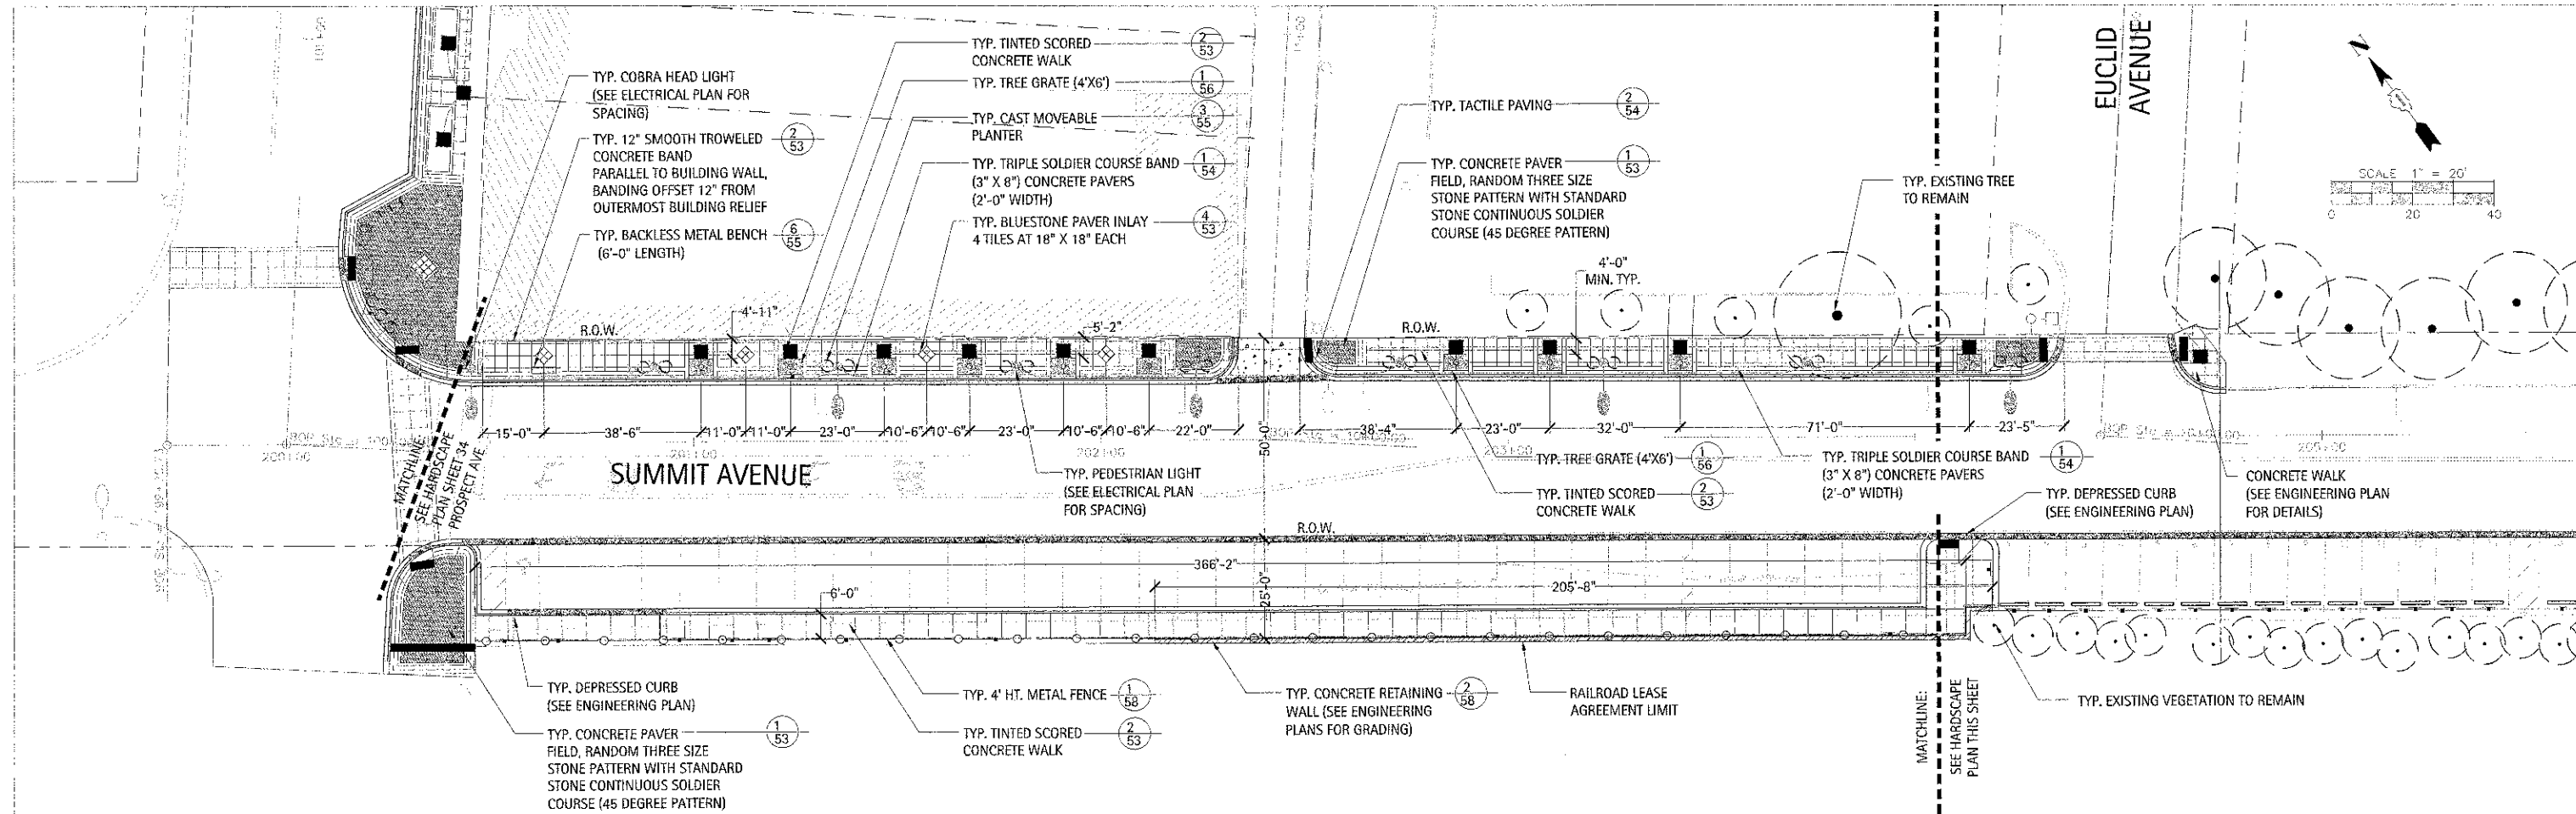 TYP. COBRA HEAD LIGHT
(SEE ELECTRICAL PLAN FOR
SPACING)
TYP. 12" SMOOTH TROWELED
CONCRETE BAND
PARALLEL TO BUILDING WALL,
BANDING OFFSET 12" FROM
OUTERMOST BUILDING RELIEF
2
53
TYP. BACKLESS METAL BENCH
(6'-0" LENGTH)
6
55
TYP. TINTED SCORED
CONCRETE WALK
2
53
TYP. TREE GRATE (4'X6')
1
56
TYP. CAST MOVEABLE
PLANTER
3
55
TYP. TRIPLE SOLDIER COURSE BAND
(3" X 8") CONCRETE PAVERS
(2'-0" WIDTH)
1
54
TYP. BLUESTONE PAVER INLAY
4 TILES AT 18" X 18" EACH
4
53
TYP. TACTILE PAVING
2
54
TYP. CONCRETE PAVER
FIELD, RANDOM THREE SIZE
STONE PATTERN WITH STANDARD
STONE CONTINUOUS SOLDIER
COURSE (45 DEGREE PATTERN)
1
53
4'-0"
MIN. TYP.
TYP. EXISTING TREE
TO REMAIN
EUCLID
AVENUE
N
SCALE 1" = 20'
0 20 40
R.O.W.
4'-11"
5'-2"
R.O.W.
15'-0" 38'-6" 11'-0" 11'-0" 23'-0" 10'-6" 10'-6" 23'-0" 10'-6" 10'-6" 22'-0" 50'-0" 38'-4" 23'-0" 32'-0" 71'-0" 23'-5"
MATCHLINE:
SEE HARDSCAPE
PLAN SHEET 34
PROSPECT AVE.
SUMMIT AVENUE
TYP. PEDESTRIAN LIGHT
(SEE ELECTRICAL PLAN
FOR SPACING)
TYP. TREE GRATE (4'X6')
1
56
TYP. TINTED SCORED
CONCRETE WALK
2
53
TYP. TRIPLE SOLDIER COURSE BAND
(3" X 8") CONCRETE PAVERS
(2'-0" WIDTH)
1
54
TYP. DEPRESSED CURB
(SEE ENGINEERING PLAN)
CONCRETE WALK
(SEE ENGINEERING PLAN
FOR DETAILS)
R.O.W.
366'-2"
205'-8"
6'-0"
25'-0"
TYP. DEPRESSED CURB
(SEE ENGINEERING PLAN)
TYP. CONCRETE PAVER
FIELD, RANDOM THREE SIZE
STONE PATTERN WITH STANDARD
STONE CONTINUOUS SOLDIER
COURSE (45 DEGREE PATTERN)
1
53
TYP. 4' HT. METAL FENCE
1
58
TYP. TINTED SCORED
CONCRETE WALK
2
53
TYP. CONCRETE RETAINING
WALL (SEE ENGINEERING
PLANS FOR GRADING)
2
58
RAILROAD LEASE
AGREEMENT LIMIT
MATCHLINE:
SEE HARDSCAPE
PLAN THIS SHEET
TYP. EXISTING VEGETATION TO REMAIN